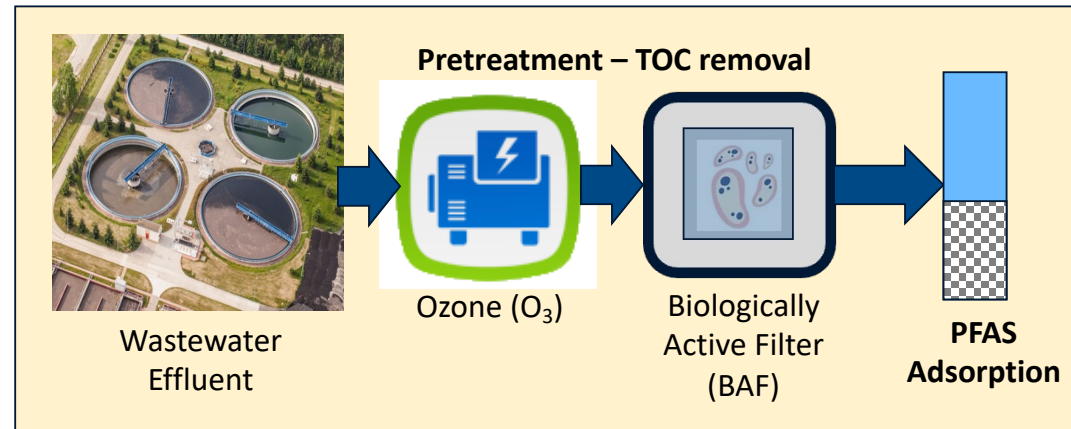 Pretreatment – TOC removal
Wastewater
Effluent
Ozone (O₃)
Biologically
Active Filter
(BAF)
PFAS
Adsorption